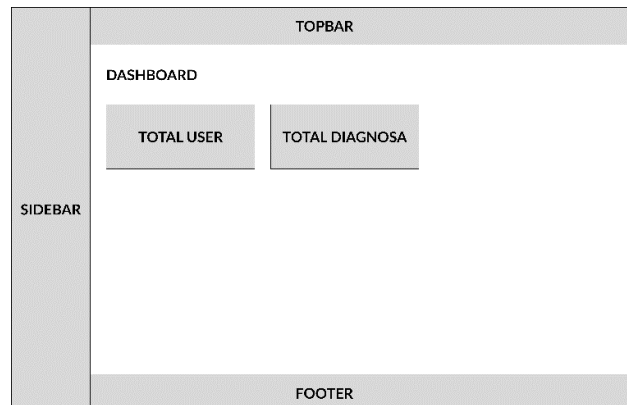 TOPBAR
DASHBOARD
TOTAL USER
TOTAL DIAGNOSA
SIDEBAR
FOOTER